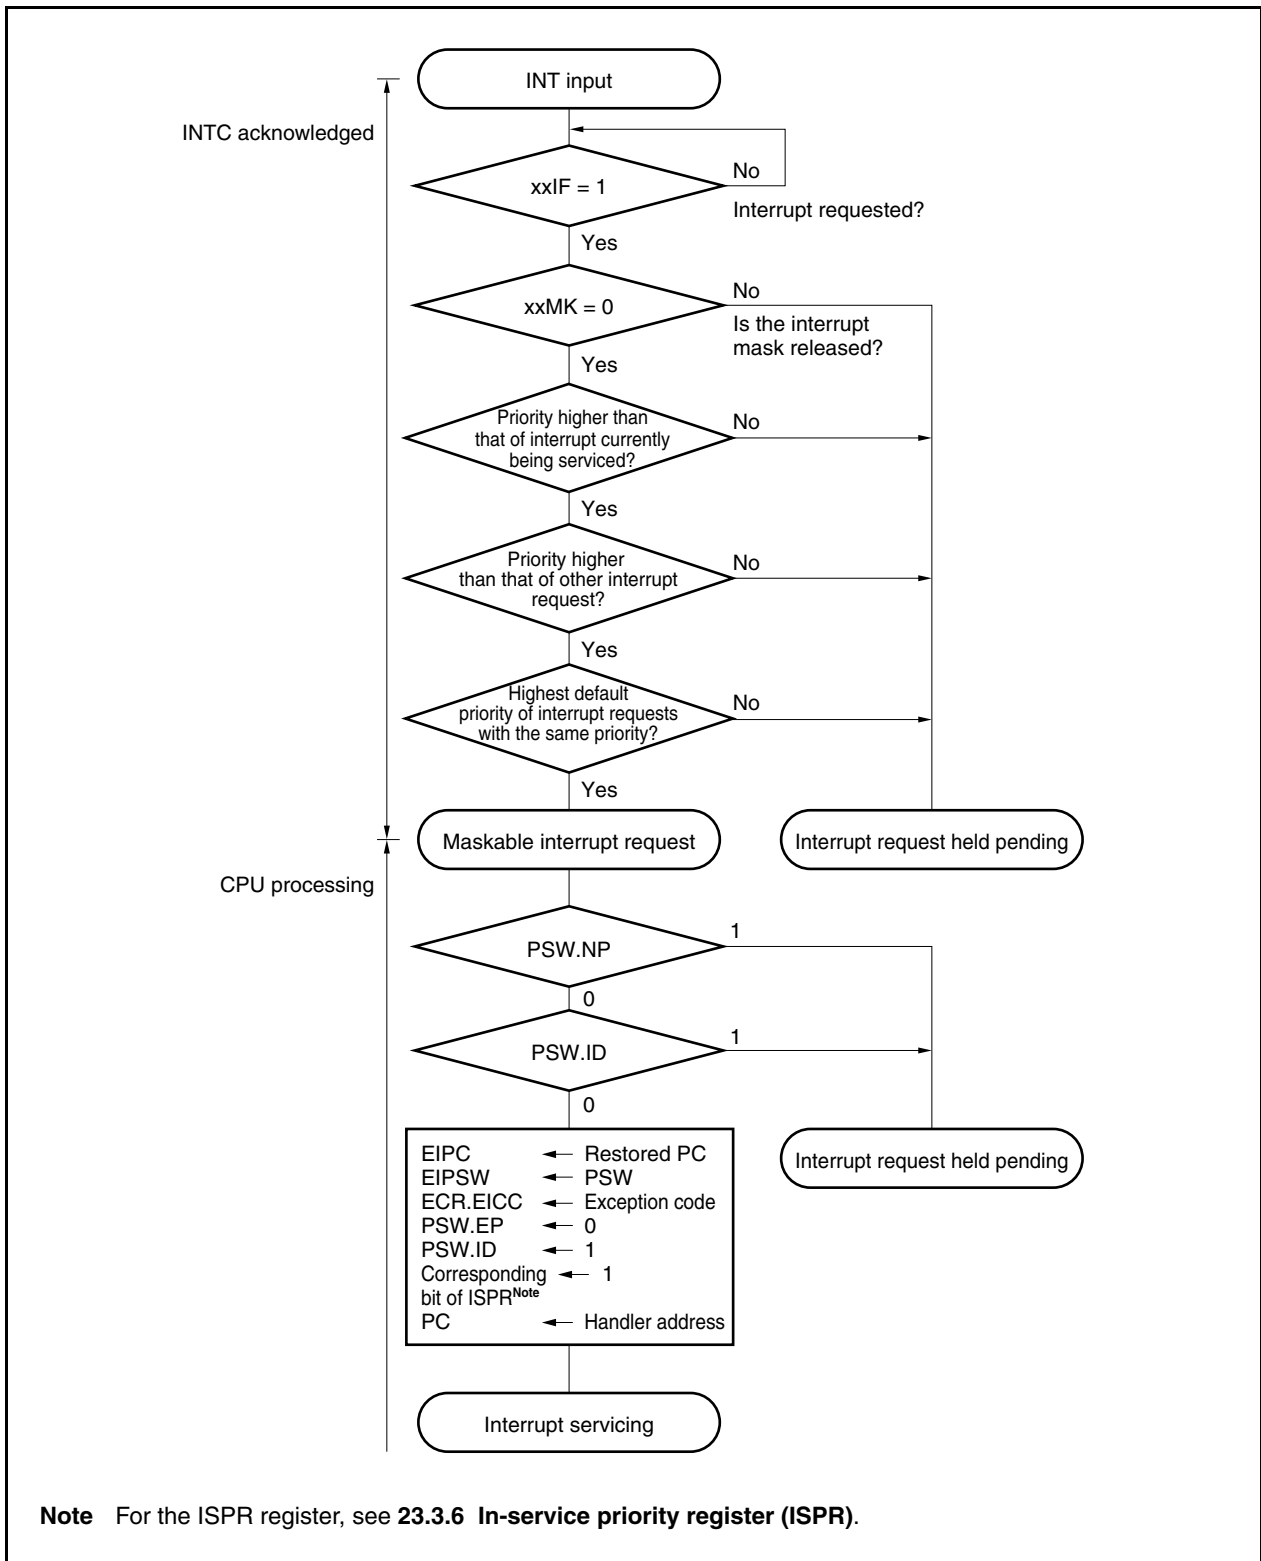 INT input
INTC acknowledged
xxIF = 1
No
Interrupt requested?
Yes
xxMK = 0
No
Is the interrupt
mask released?
Yes
Priority higher than
that of interrupt currently
being serviced?
No
Yes
Priority higher
than that of other interrupt
request?
No
Yes
Highest default
priority of interrupt requests
with the same priority?
No
Yes
Maskable interrupt request
Interrupt request held pending
CPU processing
PSW.NP
1
0
PSW.ID
1
0
EIPC ← Restored PC
EIPSW ← PSW
ECR.EICC ← Exception code
PSW.EP ← 0
PSW.ID ← 1
Corresponding ← 1
bit of ISPRNote
PC ← Handler address
Interrupt request held pending
Interrupt servicing
Note For the ISPR register, see 23.3.6 In-service priority register (ISPR).